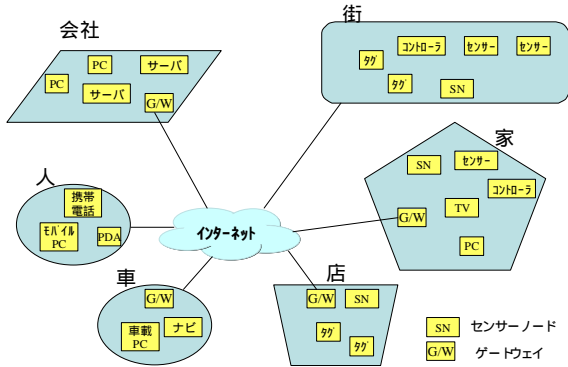 会社
PC
サーバ
PC
サーバ
G/W
街
コントローラ
センサー
センサー
タグ
タグ
SN
人
携帯
電話
モバイル
PC
PDA
インターネット
家
SN
センサー
コントローラ
G/W
TV
PC
車
G/W
車載
PC
ナビ
店
G/W
SN
タグ
タグ
SN センサーノード
G/W ゲートウェイ